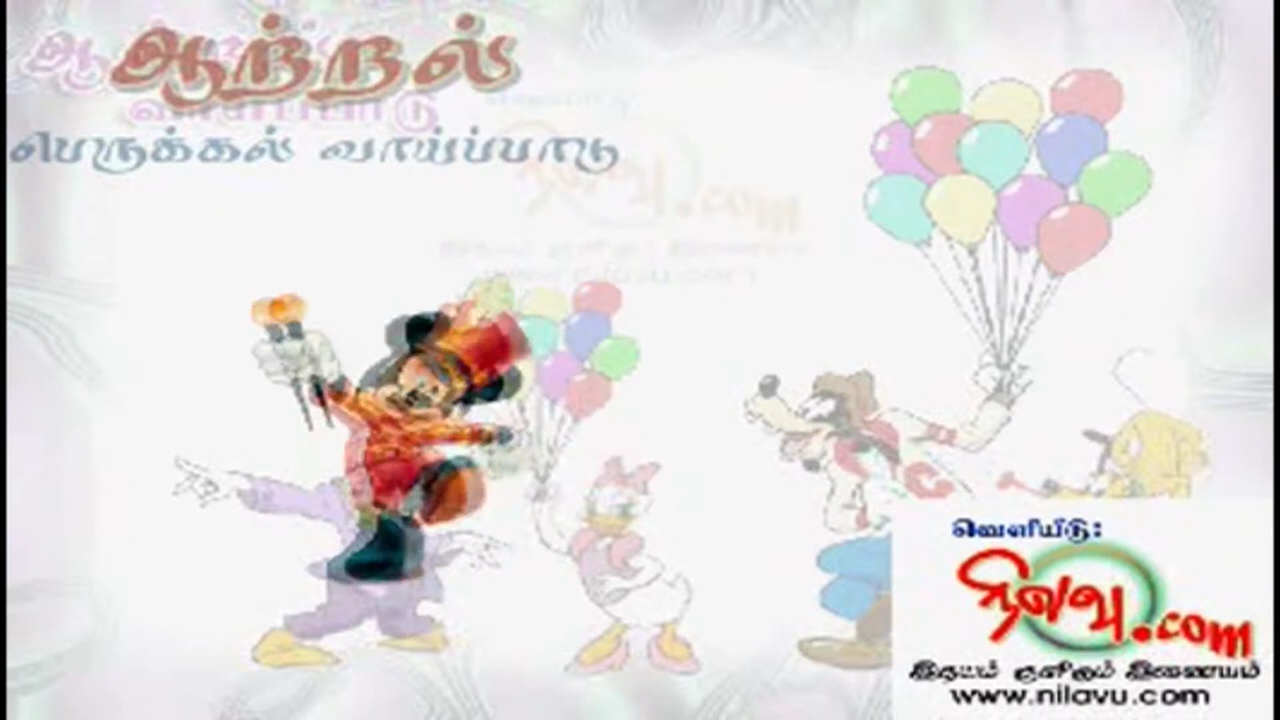 ஆற்றல்
பெருக்கல் வாய்ப்பாடு
வெளியீடு:
நிலவு.com
இதயம் குளிரும் இணையம்
www.nilavu.com